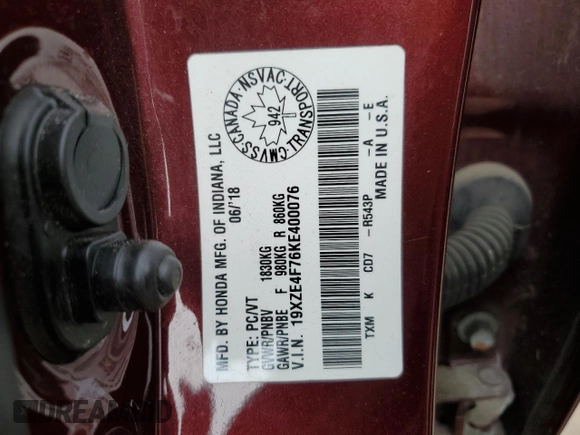 MFD. BY HONDA MFG. OF INDIANA, LLC
06/'18
TYPE: PC/VT
GVWR/PNBV 1830KG
GAWR/PNBE F 980KG R 860KG
V.I.N. 19XZE4F76KE400076
CANADA·NSVAC·TRANSPORT·CMVSS·
942
TXM K CD7 -R543P -A -E
MADE IN U.S.A.